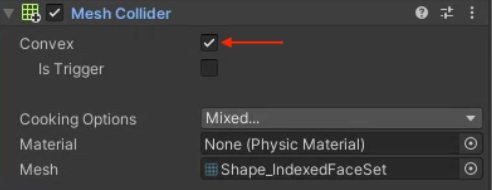 Mesh Collider
Convex
Is Trigger
Cooking Options Mixed...
Material None (Physic Material)
Mesh Shape_IndexedFaceSet